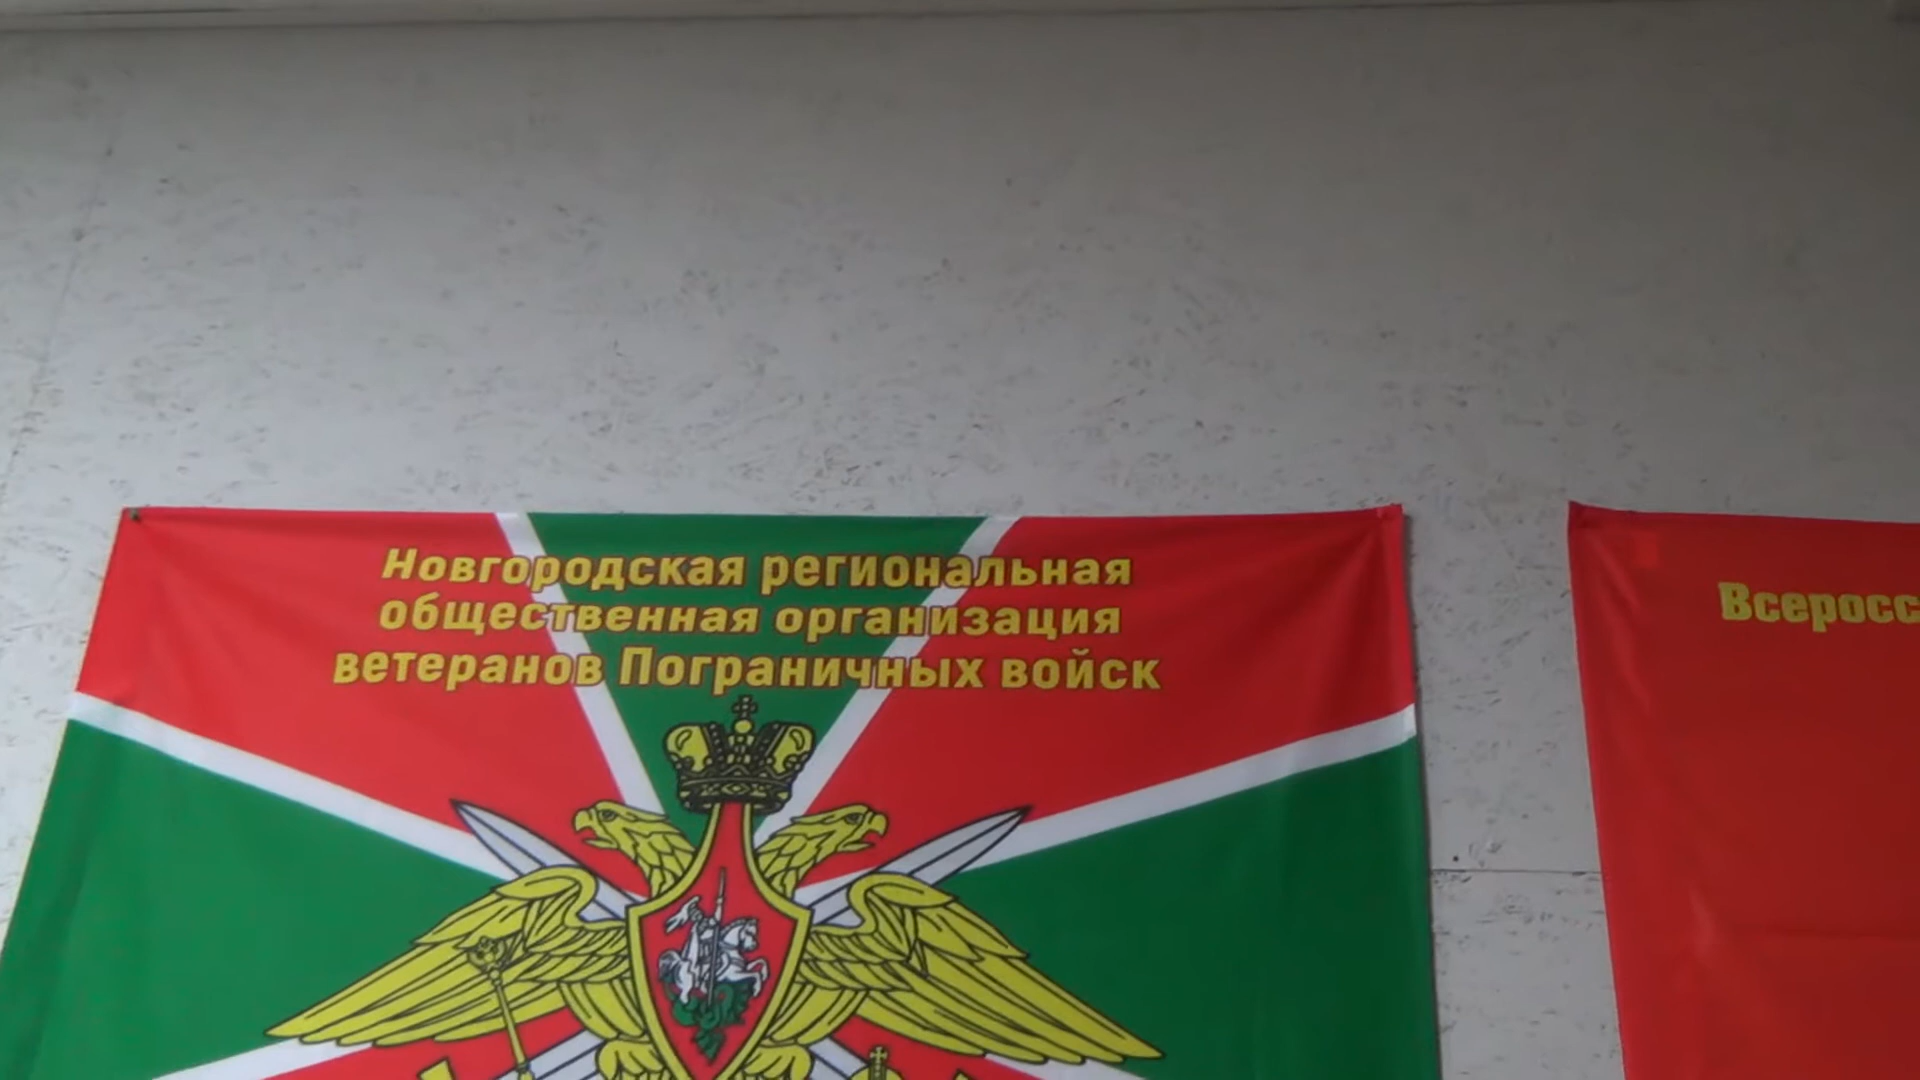 Новгородская региональная
общественная организация
ветеранов Пограничных войск
Всеросс